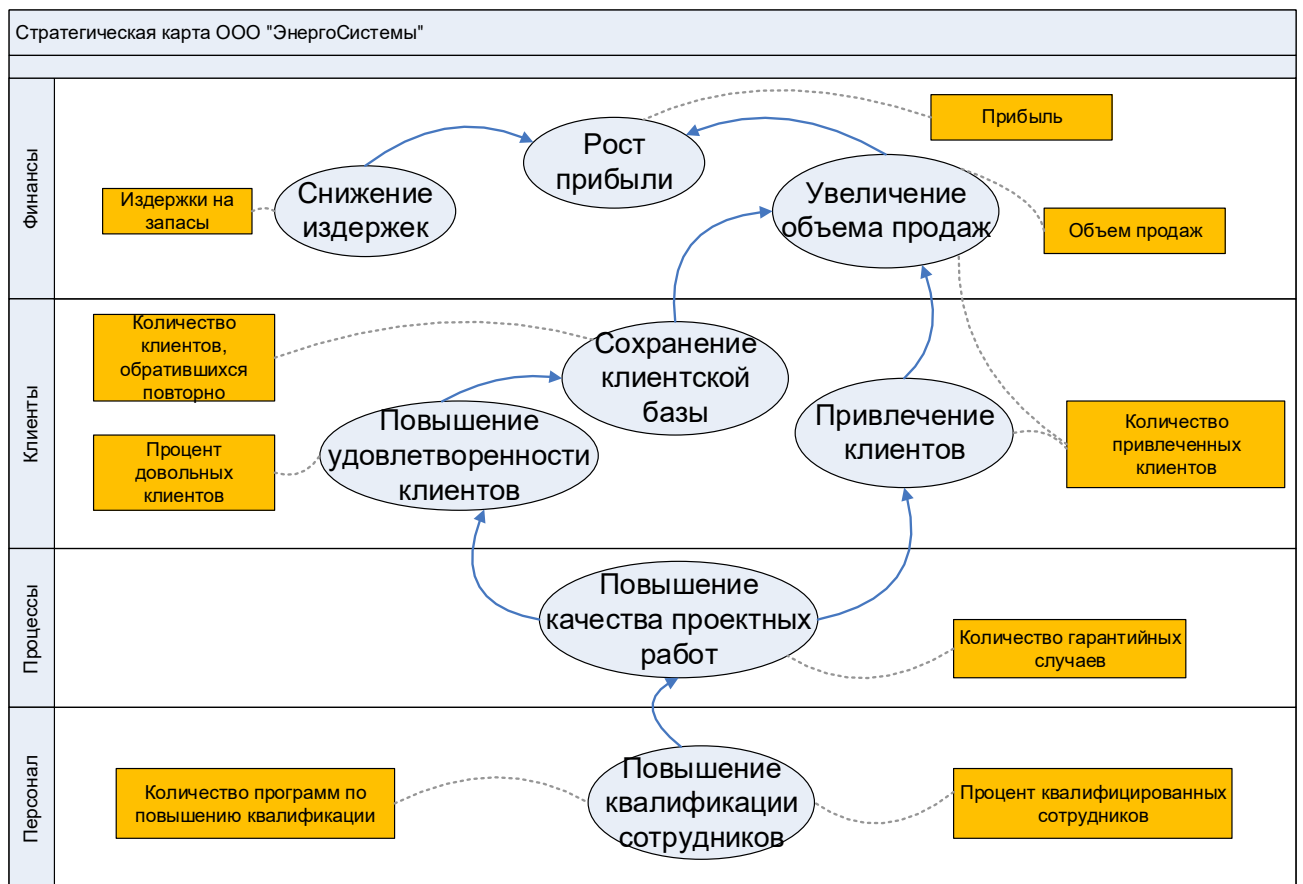 Стратегическая карта ООО "ЭнергоСистемы"
Финансы
Прибыль
Рост
прибыли
Снижение
издержек
Издержки на
запасы
Увеличение
объема продаж
Объем продаж
Клиенты
Количество
клиентов,
обратившихся
повторно
Сохранение
клиентской
базы
Привлечение
клиентов
Количество
привлеченных
клиентов
Повышение
удовлетворенности
клиентов
Процент
довольных
клиентов
Процессы
Повышение
качества проектных
работ
Количество гарантийных
случаев
Персонал
Количество программ по
повышению квалификации
Повышение
квалификации
сотрудников
Процент квалифицированных
сотрудников